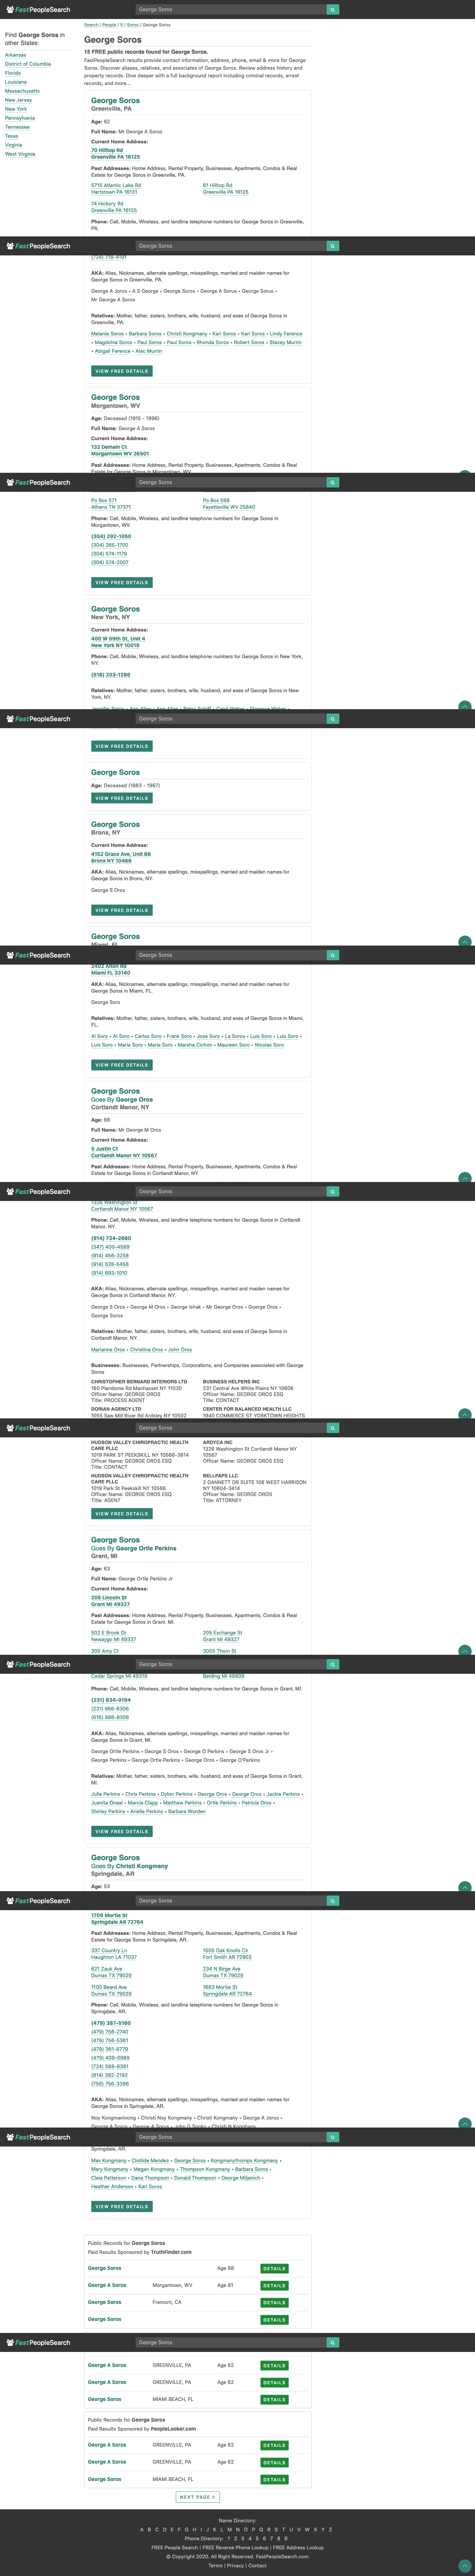 FastPeopleSearch
George Soros
Search / People / S / Soros / George Soros
Find George Soros in
other States:
Arkansas
District of Columbia
Florida
Louisiana
Massachusetts
New Jersey
New York
Pennsylvania
Tennessee
Texas
Virginia
West Virginia
George Soros
15 FREE public records found for George Soros.
FastPeopleSearch results provide contact information, address, phone, email & more for George
Soros. Discover aliases, relatives, and associates of George Soros. Review address history and
property records. Dive deeper with a full background report including criminal records, arrest
records, and more...
George Soros
Greenville, PA
Age: 62
Full Name: Mr George A Soros
Current Home Address:
70 Hilltop Rd
Greenville PA 16125
Past Addresses: Home Address, Rental Property, Businesses, Apartments, Condos & Real
Estate for George Soros in Greenville, PA.
5715 Atlantic Lake Rd
Hartstown PA 16131
61 Hilltop Rd
Greenville PA 16125
74 Hickory Rd
Greenville PA 16125
Phone: Cell, Mobile, Wireless, and landline telephone numbers for George Soros in Greenville,
PA.
FastPeopleSearch
George Soros
(724) 718-4191
AKA: Alias, Nicknames, alternate spellings, misspelling, married and maiden names for
George Soros in Greenville, PA.
George A Joros • A S George • George Soros • George A Sorus • George Sorus •
Mr George A Soros
Relatives: Mother, father, sisters, brothers, wife, husband, and exes of George Soros in
Greenville, PA.
Melanie Soros • Barbara Soros • Christi Kongmany • Kari Soros • Kari Soros • Lindy Ference
• Magdolna Soros • Paul Soros • Paul Soros • Rhonda Soros • Robert Soros • Stacey Murrin
• Abigail Ference • Alec Murrin
VIEW FREE DETAILS
George Soros
Morgantown, WV
Age: Deceased (1915 - 1996)
Full Name: George A Soros
Current Home Address:
132 Demain Ct
Morgantown WV 26501
Past Addresses: Home Address, Rental Property, Businesses, Apartments, Condos & Real
Estate for George Soros in Morgantown, WV.
FastPeopleSearch
George Soros
Po Box 571
Athens TN 37371
Po Box 596
Fayetteville WV 25840
Phone: Cell, Mobile, Wireless, and landline telephone numbers for George Soros in
Morgantown, WV.
(304) 292-1050
(304) 265-1700
(304) 574-1179
(304) 574-2007
VIEW FREE DETAILS
George Soros
New York, NY
Current Home Address:
400 W 59th St, Unit 4
New York NY 10019
Phone: Cell, Mobile, Wireless, and landline telephone numbers for George Soros in New York,
NY.
(518) 203-1286
Relatives: Mother, father, sisters, brothers, wife, husband, and exes of George Soros in New
York, NY.
FastPeopleSearch
George Soros
VIEW FREE DETAILS
George Soros
Age: Deceased (1883 - 1967)
VIEW FREE DETAILS
George Soros
Bronx, NY
Current Home Address:
4152 Grace Ave, Unit B6
Bronx NY 10466
AKA: Alias, Nicknames, alternate spellings, misspellings, married and maiden names for
George Soros in Bronx, NY.
George S Oros
VIEW FREE DETAILS
George Soros
Miami, FL
FastPeopleSearch
George Soros
2402 Alton Rd
Miami FL 33140
AKA: Alias, Nicknames, alternate spellings, misspellings, married and maiden names for
George Soros in Miami, FL.
George Soro
Relatives: Mother, father, sisters, brothers, wife, husband, and exes of George Soros in Miami,
FL.
Al Soro • Al Soro • Carlos Soro • Frank Soro • Jose Soro • La Soros • Luis Soro • Luis Soro •
Luis Soro • Maria Soro • Maria Soro • Marsha Cichon • Maureen Soro • Nicolas Soro
VIEW FREE DETAILS
George Soros
Goes By George Oros
Cortlandt Manor, NY
Age: 66
Full Name: Mr George M Oros
Current Home Address:
5 Justin Ct
Cortlandt Manor NY 10567
Past Addresses: Home Address, Rental Property, Businesses, Apartments, Condos & Real
Estate for George Soros in Cortlandt Manor, NY.
FastPeopleSearch
George Soros
1326 Washington St
Cortlandt Manor NY 10567
Phone: Cell, Mobile, Wireless, and landline telephone numbers for George Soros in Cortlandt
Manor, NY.
(914) 734-2660
(347) 400-4589
(914) 456-3258
(914) 528-5456
(914) 693-1010
AKA: Alias, Nicknames, alternate spellings, misspellings, married and maiden names for
George Soros in Cortlandt Manor, NY.
George S Oros • George M Oros • George Ishak • Mr George Oros • Goerge Oros •
George Soros
Relatives: Mother, father, sisters, brothers, wife, husband, and exes of George Soros in
Cortlandt Manor, NY.
Marianne Oros • Christina Oros • John Oros
Businesses: Businesses, Partnerships, Corporations, and Companies associated with George
Soros
CHRISTOPHER BERNARD INTERIORS LTD
160 Plandome Rd Manhasset NY 11030
Officer Name: GEORGE OROS ESQ
Title: PROCESS AGENT
BUSINESS HELPERS INC
231 Central Ave White Plains NY 10606
Officer Name: GEORGE OROS ESQ
Title: CONTACT
DORIAN AGENCY LTD
1055 Saw Mill River Rd Ardsley NY 10502
CENTER FOR BALANCED HEALTH LLC
1940 COMMERCE ST YORKTOWN HEIGHTS
FastPeopleSearch
George Soros
HUDSON VALLEY CHIROPRACTIC HEALTH
CARE PLLC
1019 PARK ST PEEKSKILL NY 10566-3814
Officer Name: GEORGE OROS ESQ
Title: CONTACT
ARDYCA INC
1326 Washington St Cortlandt Manor NY
10567
Officer Name: GEORGE OROS ESQ
HUDSON VALLEY CHIROPRACTIC HEALTH
CARE PLLC
1019 Park St Peekskill NY 10566
Officer Name: GEORGE OROS ESQ
Title: AGENT
BELLPAPS LLC
2 GANNETT DR SUITE 108 WEST HARRISON
NY 10604-3414
Officer Name: GEORGE OROS
Title: ATTORNEY
VIEW FREE DETAILS
George Soros
Goes By George Ortle Perkins
Grant, MI
Age: 63
Full Name: George Ortle Perkins Jr
Current Home Address:
205 Lincoln St
Grant MI 49327
Past Addresses: Home Address, Rental Property, Businesses, Apartments, Condos & Real
Estate for George Soros in Grant, MI.
502 E Brook Dr
Newaygo MI 49337
205 Exchange St
Grant MI 49327
300 Amy Ct
3005 Thom St
FastPeopleSearch
George Soros
Cedar Springs MI 49319
Belding MI 48809
Phone: Cell, Mobile, Wireless, and landline telephone numbers for George Soros in Grant, MI.
(231) 834-9194
(231) 866-8306
(616) 866-8306
AKA: Alias, Nicknames, alternate spellings, misspellings, married and maiden names for
George Soros in Grant, MI.
George Ortle Perkins • George S Oros • George O Perkins • George S Oros Jr •
George Perkins • George Ortle Perkins • George Oros • George O'Perkins
Relatives: Mother, father, sisters, brothers, wife, husband, and exes of George Soros in Grant,
MI.
Julie Perkins • Chris Perkins • Dylon Perkins • George Oros • George Oros • Jackie Perkins •
Juanita Oneal • Marcia Clapp • Matthew Perkins • Ortle Perkins • Patricia Oros •
Shirley Perkins • Arielle Perkins • Barbara Worden
VIEW FREE DETAILS
George Soros
Goes By Christi Kongmany
Springdale, AR
Age: 53
FastPeopleSearch
George Soros
1709 Mortie St
Springdale AR 72764
Past Addresses: Home Address, Rental Property, Businesses, Apartments, Condos & Real
Estate for George Soros in Springdale, AR.
337 Country Ln
Haughton LA 71037
1505 Oak Knolls Cir
Fort Smith AR 72903
621 Zauk Ave
Dumas TX 79029
234 N Birge Ave
Dumas TX 79029
1100 Beard Ave
Dumas TX 79029
1693 Mortie St
Springdale AR 72764
Phone: Cell, Mobile, Wireless, and landline telephone numbers for George Soros in
Springdale, AR.
(479) 387-5160
(479) 756-2740
(479) 756-5361
(479) 361-8779
(479) 409-0989
(724) 588-8381
(814) 382-2192
(756) 756-3396
AKA: Alias, Nicknames, alternate spellings, misspellings, married and maiden names for
George Soros in Springdale, AR.
Noy Kongmanivong • Christi Noy Kongmany • Christi Kongmany • George A Joros •
FastPeopleSearch
George Soros
Springdale, AR.
Max Kongmany • Clotilde Mendez • George Soros • Kongmanythomps Kongmany •
Mary Kongmany • Megan Kongmany • Thompson Kongmany • Barbara Soros •
Cleia Patterson • Dana Thompson • Donald Thompson • George Miljanich •
Heather Anderson • Kari Soros
VIEW FREE DETAILS
Public Records for George Soros
Paid Results Sponsored by TruthFinder.com
George Soros Age 88 DETAILS
George A Soros Morgantown, WV Age 81 DETAILS
George Soros Fremont, CA DETAILS
George Soros DETAILS
FastPeopleSearch
George Soros
George A Soros GREENVILLE, PA Age 62 DETAILS
George A Soros GREENVILLE, PA Age 62 DETAILS
George Soros MIAMI BEACH, FL DETAILS
Public Records for George Soros
Paid Results Sponsored by PeopleLooker.com
George A Soros GREENVILLE, PA Age 62 DETAILS
George A Soros GREENVILLE, PA Age 62 DETAILS
George Soros MIAMI BEACH, FL DETAILS
NEXT PAGE >
Name Directory:
A B C D E F G H I J K L M N O P Q R S T U V W X Y Z
Phone Directory: 1 2 3 4 5 6 7 8 9
FREE People Search | FREE Reverse Phone Lookup | FREE Address Lookup
© Copyright 2020. All Right Reserved. FastPeopleSearch.com
Terms | Privacy | Contact